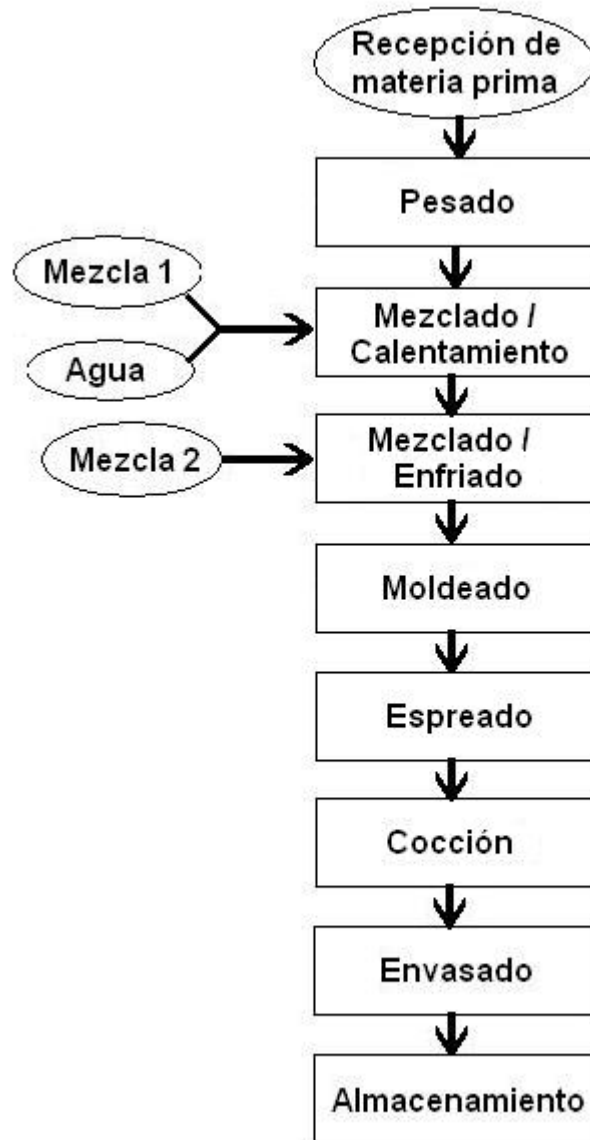 Recepción de
materia prima
Pesado
Mezcla 1
Agua
Mezclado /
Calentamiento
Mezcla 2
Mezclado /
Enfriado
Moldeado
Espreado
Cocción
Envasado
Almacenamiento